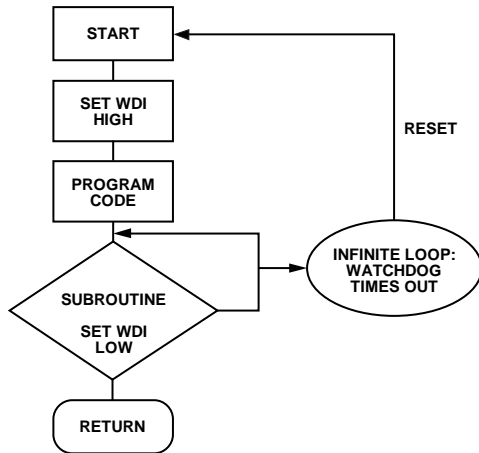 START
SET WDI
HIGH
PROGRAM
CODE
SUBROUTINE
SET WDI
LOW
RETURN
INFINITE LOOP:
WATCHDOG
TIMES OUT
RESET